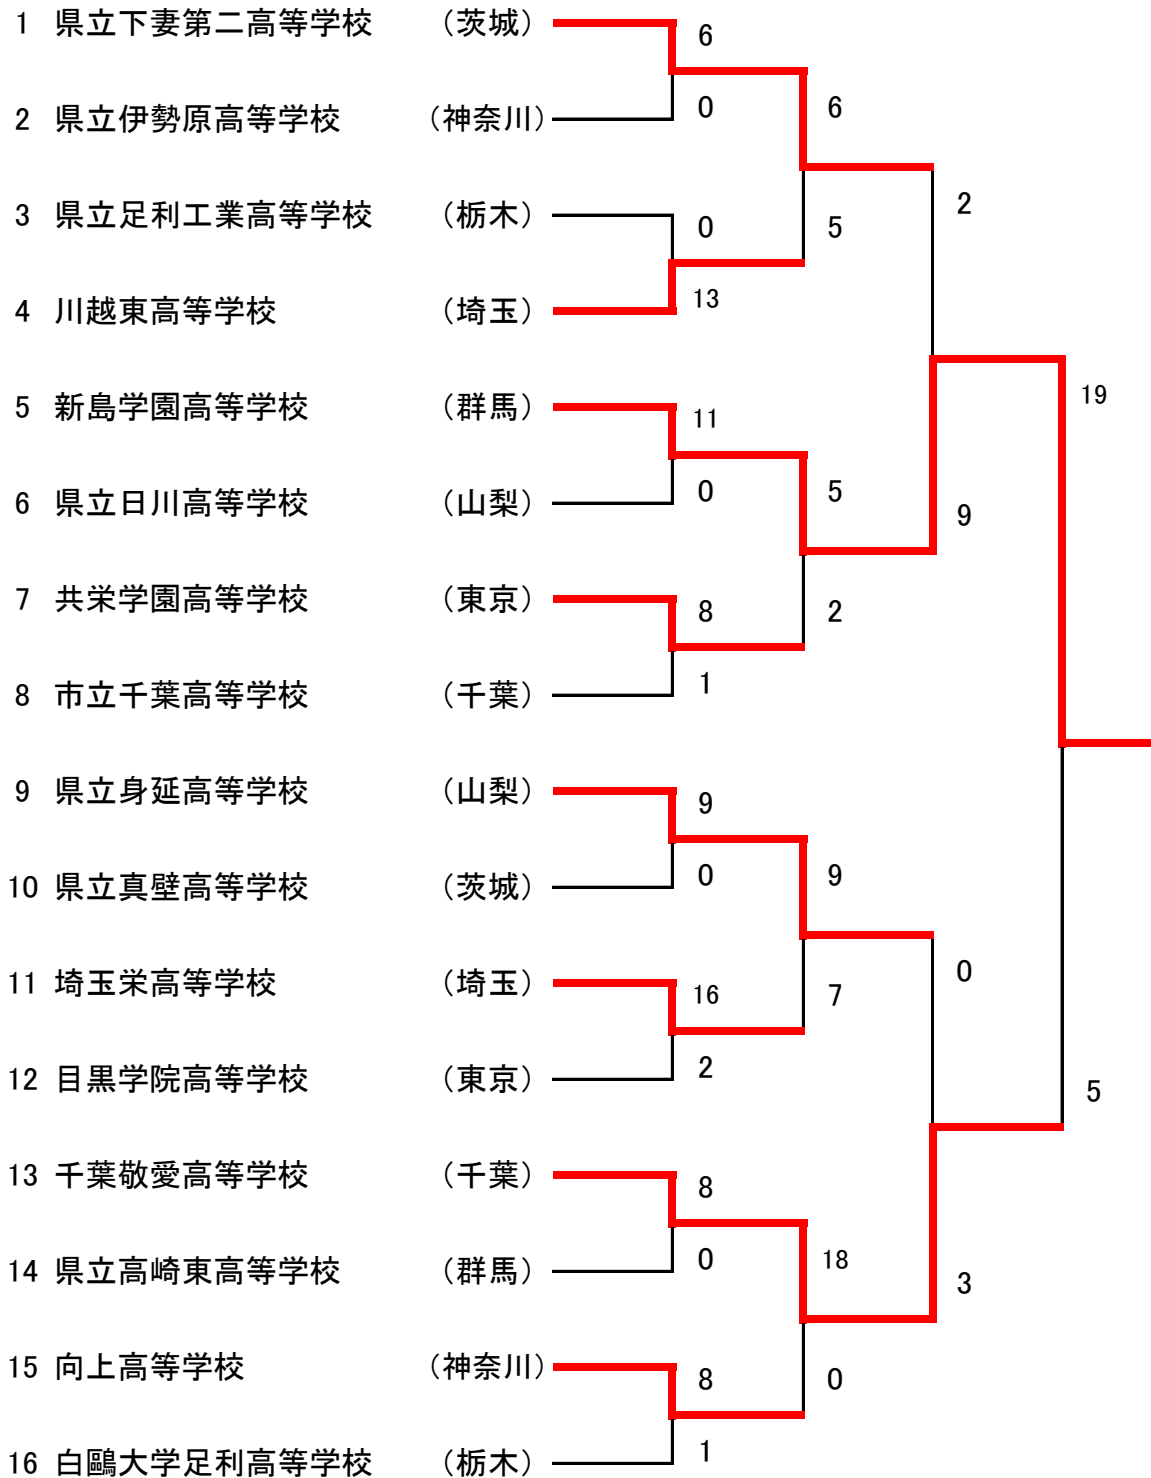 1 県立下妻第二高等学校 （茨城）
6
2 県立伊勢原高等学校 （神奈川）
0
6
3 県立足利工業高等学校 （栃木）
0
5
2
4 川越東高等学校 （埼玉）
13
5 新島学園高等学校 （群馬）
11
19
6 県立日川高等学校 （山梨）
0
5
9
7 共栄学園高等学校 （東京）
8
2
8 市立千葉高等学校 （千葉）
1
9 県立身延高等学校 （山梨）
9
10 県立真壁高等学校 （茨城）
0
9
11 埼玉栄高等学校 （埼玉）
16
7
0
12 目黒学院高等学校 （東京）
2
5
13 千葉敬愛高等学校 （千葉）
8
14 県立高崎東高等学校 （群馬）
0
18
3
15 向上高等学校 （神奈川）
8
0
16 白鷗大学足利高等学校 （栃木）
1